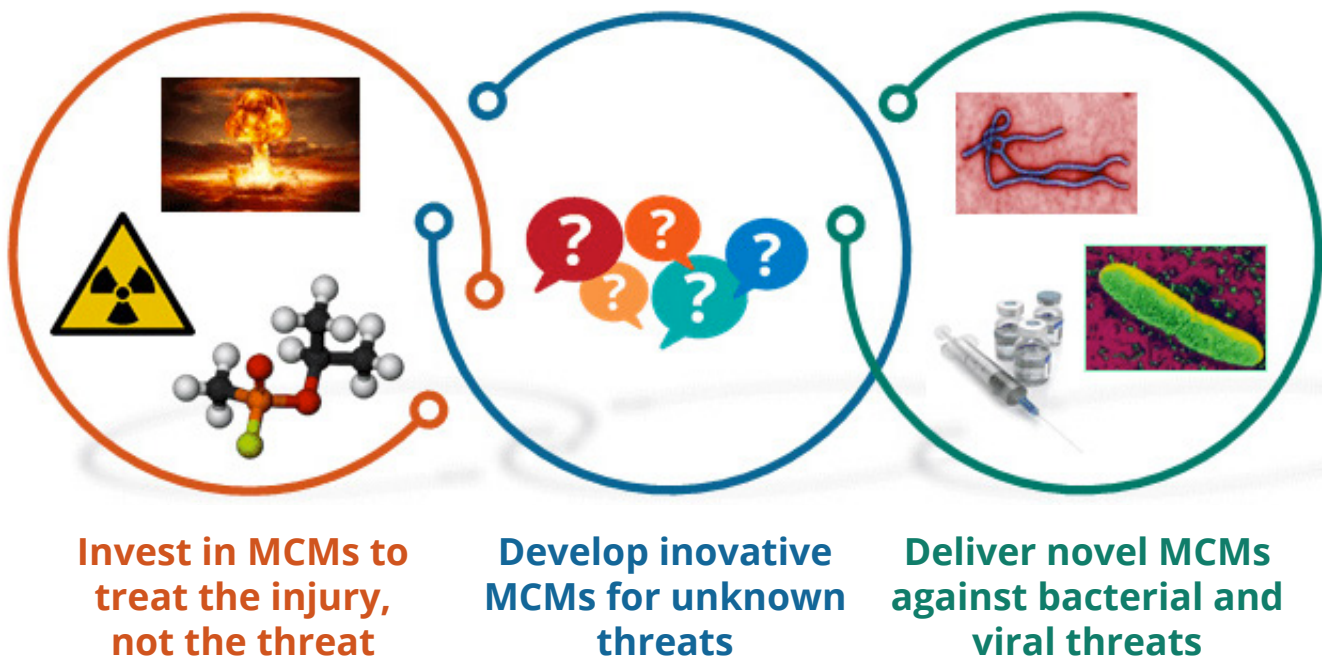 ? ? ? ? ?
Invest in MCMs to
treat the injury,
not the threat
Develop inovative
MCMs for unknown
threats
Deliver novel MCMs
against bacterial and
viral threats